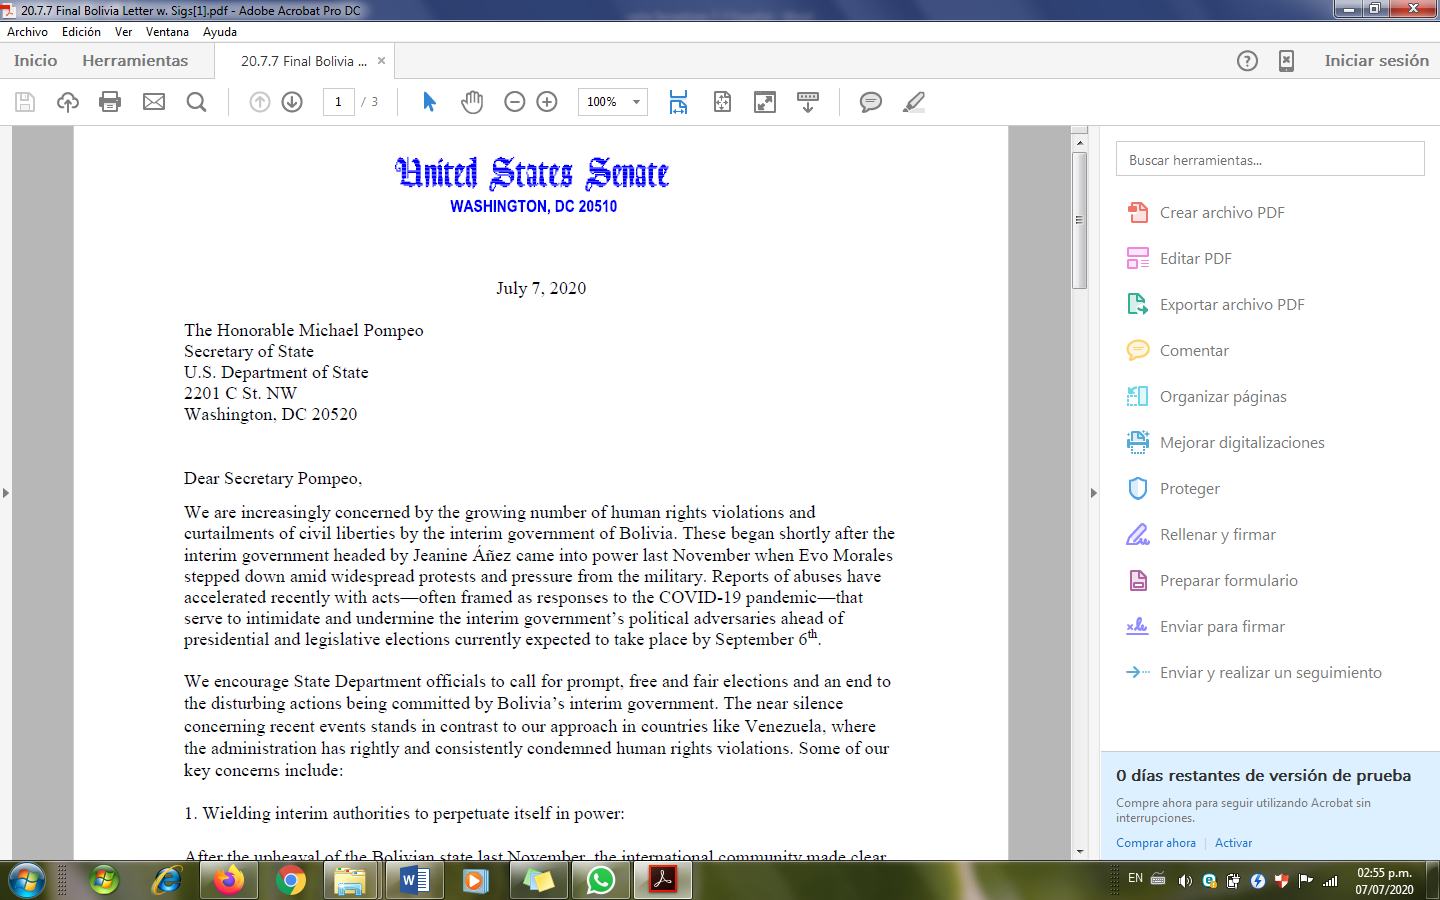 20.7.7 Final Bolivia Letter w. Sigs[1].pdf - Adobe Acrobat Pro DC
Archivo Edición Ver Ventana Ayuda
Inicio Herramientas 20.7.7 Final Bolivia ... × Iniciar sesión
1 / 3 100%
United States Senate
WASHINGTON, DC 20510
July 7, 2020
The Honorable Michael Pompeo
Secretary of State
U.S. Department of State
2201 C St. NW
Washington, DC 20520
Dear Secretary Pompeo,
We are increasingly concerned by the growing number of human rights violations and
curtailments of civil liberties by the interim government of Bolivia. These began shortly after the
interim government headed by Jeanine Áñez came into power last November when Evo Morales
stepped down amid widespread protests and pressure from the military. Reports of abuses have
accelerated recently with acts—often framed as responses to the COVID-19 pandemic—that
serve to intimidate and undermine the interim government’s political adversaries ahead of
presidential and legislative elections currently expected to take place by September 6th.
We encourage State Department officials to call for prompt, free and fair elections and an end to
the disturbing actions being committed by Bolivia’s interim government. The near silence
concerning recent events stands in contrast to our approach in countries like Venezuela, where
the administration has rightly and consistently condemned human rights violations. Some of our
key concerns include:
1. Wielding interim authorities to perpetuate itself in power:
After the upheaval of the Bolivian state last November, the international community made clear
Buscar herramientas...
Crear archivo PDF
Editar PDF
Exportar archivo PDF
Comentar
Organizar páginas
Mejorar digitalizaciones
Proteger
Rellenar y firmar
Preparar formulario
Enviar para firmar
Enviar y realizar un seguimiento
0 días restantes de versión de prueba
Compre ahora para seguir utilizando Acrobat sin
interrupciones.
Comprar ahora | Activar
EN 02:55 p.m.
07/07/2020